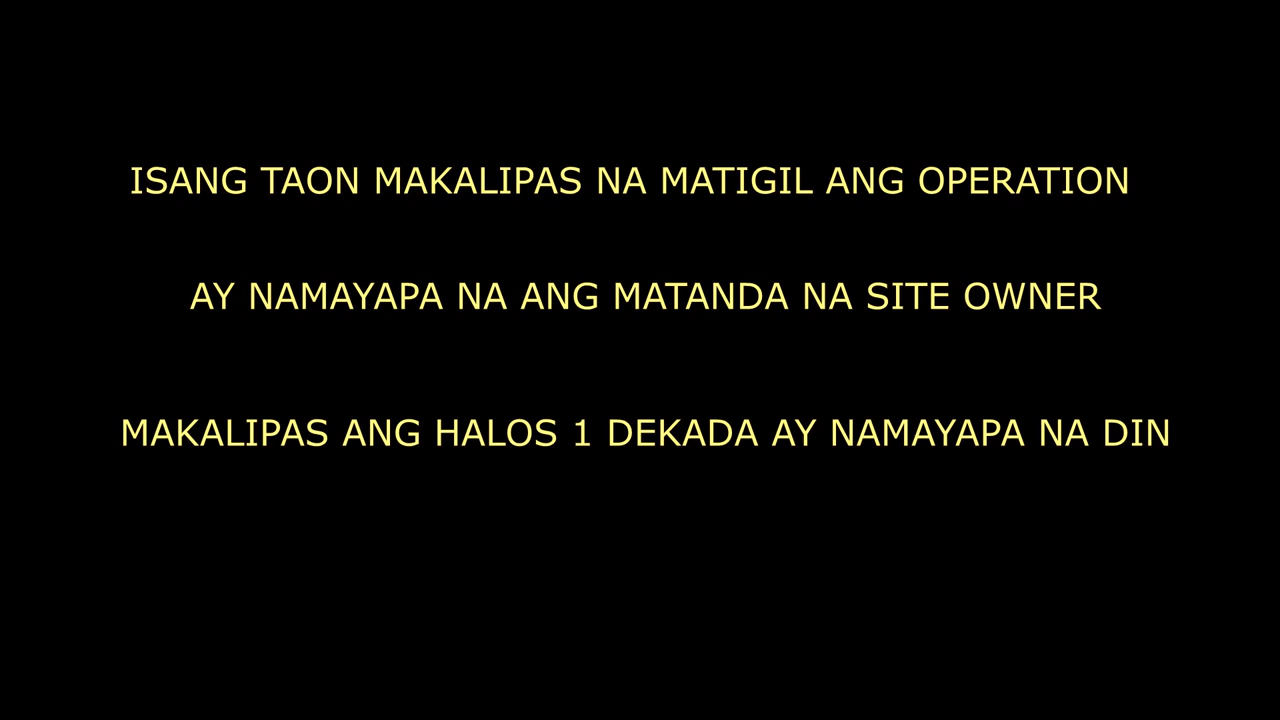 ISANG TAON MAKALIPAS NA MATIGIL ANG OPERATION
AY NAMAYAPA NA ANG MATANDA NA SITE OWNER
MAKALIPAS ANG HALOS 1 DEKADA AY NAMAYAPA NA DIN